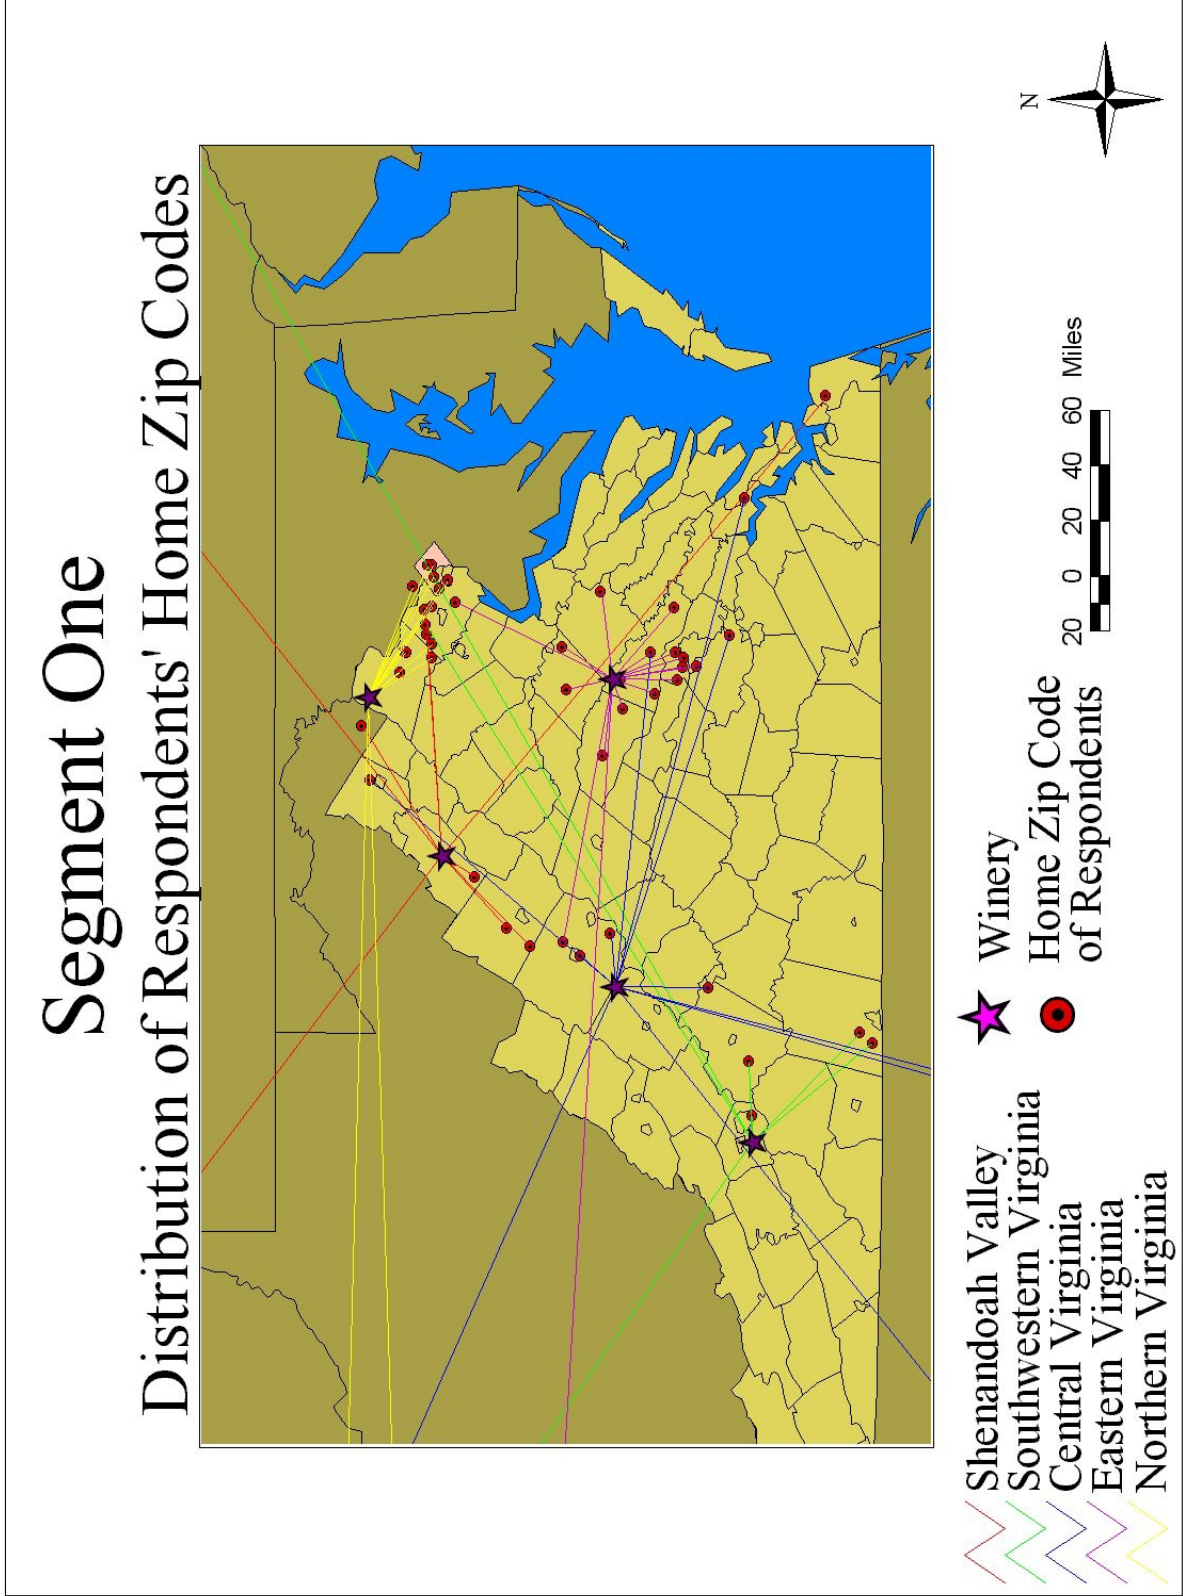 Segment One
Distribution of Respondents' Home Zip Codes
N
Shenandoah Valley
Southwestern Virginia
Central Virginia
Eastern Virginia
Northern Virginia
Winery
Home Zip Code
of Respondents
20 0 20 40 60 Miles